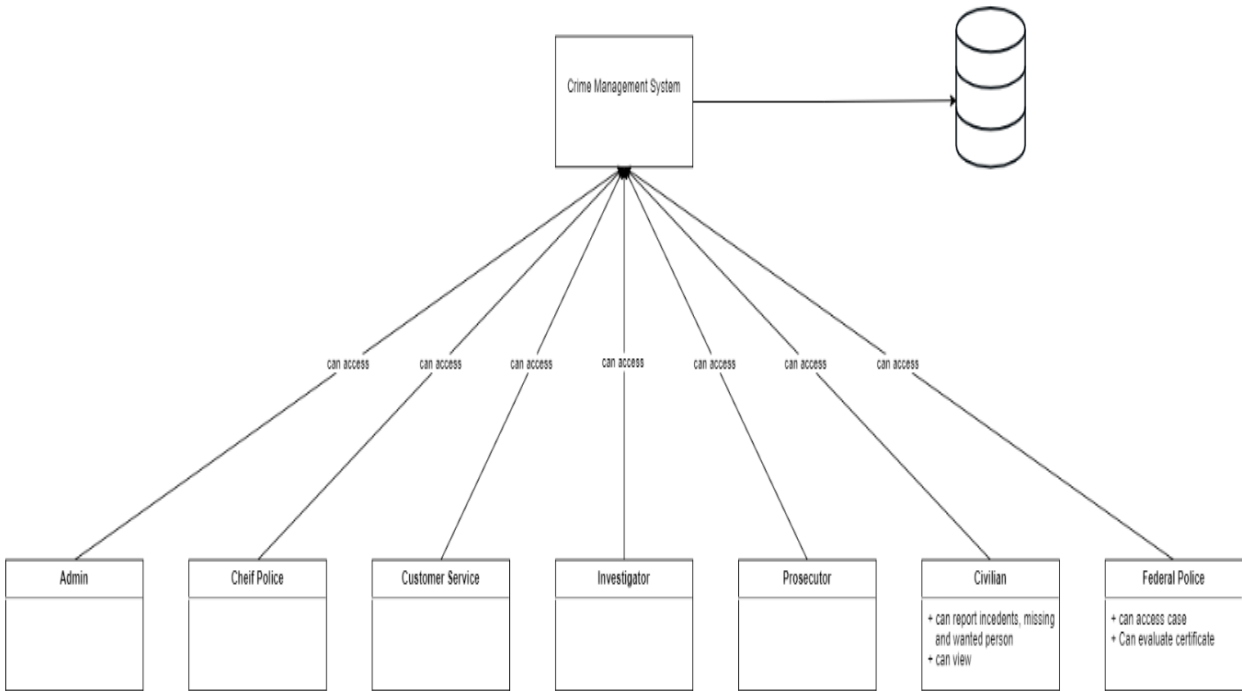 Crime Management System
can access
can access
can access
can access
can access
can access
can access
Admin
Cheif Police
Customer Service
Investigator
Prosecutor
Civilian
+ can report incedents, missing
and wanted person
+ can view
Federal Police
+ can access case
+ Can evaluate certificate